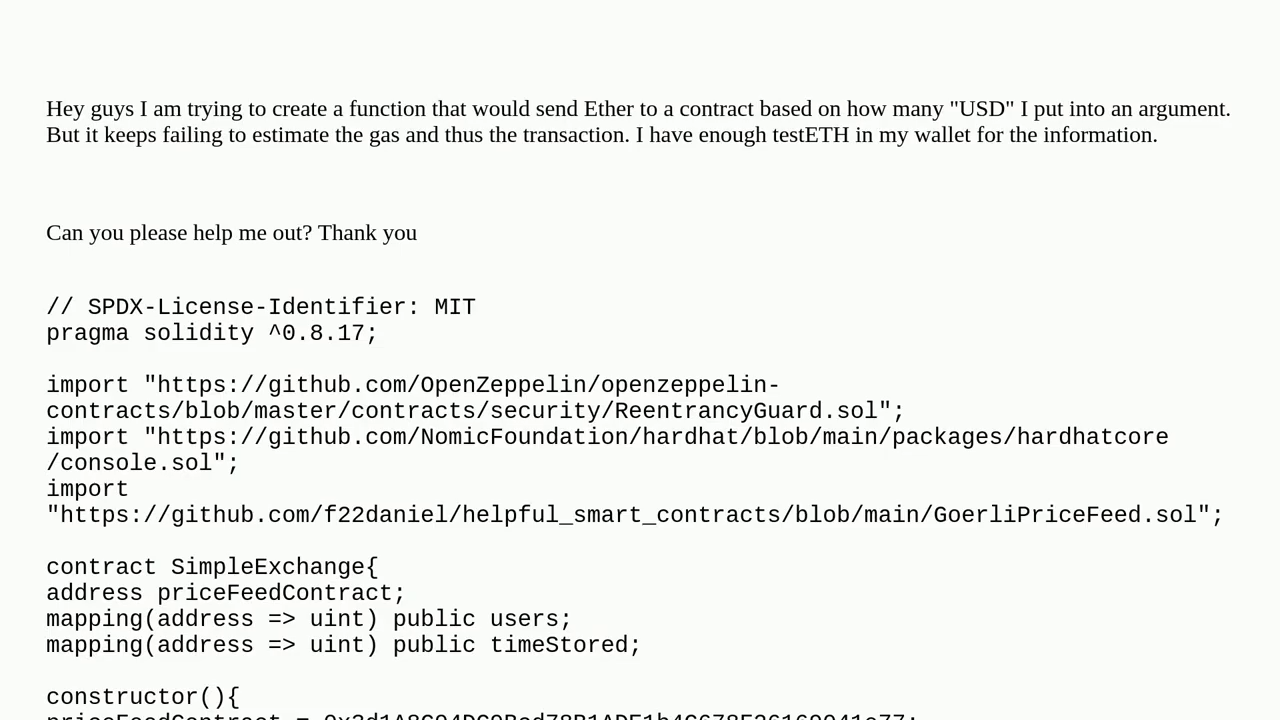 Hey guys I am trying to create a function that would send Ether to a contract based on how many "USD" I put into an argument.
But it keeps failing to estimate the gas and thus the transaction. I have enough testETH in my wallet for the information.
Can you please help me out? Thank you
// SPDX-License-Identifier: MIT
pragma solidity ^0.8.17;
import "https://github.com/OpenZeppelin/openzeppelin-
contracts/blob/master/contracts/security/ReentrancyGuard.sol";
import "https://github.com/NomicFoundation/hardhat/blob/main/packages/hardhatcore
/console.sol";
import
"https://github.com/f22daniel/helpful_smart_contracts/blob/main/GoerliPriceFeed.sol";
contract SimpleExchange{
address priceFeedContract;
mapping(address => uint) public users;
mapping(address => uint) public timeStored;
constructor(){
priceFeedContract =